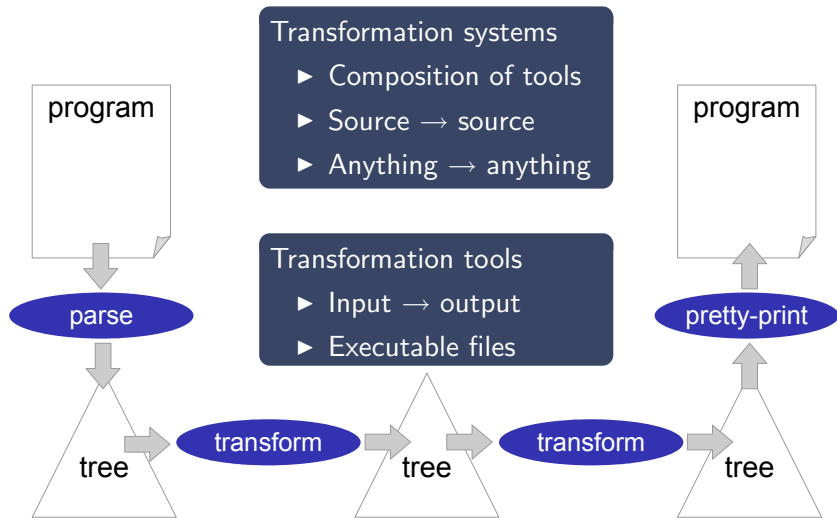 Transformation systems
► Composition of tools
► Source → source
► Anything → anything
program
program
Transformation tools
► Input → output
► Executable files
parse
pretty-print
transform
transform
tree
tree
tree